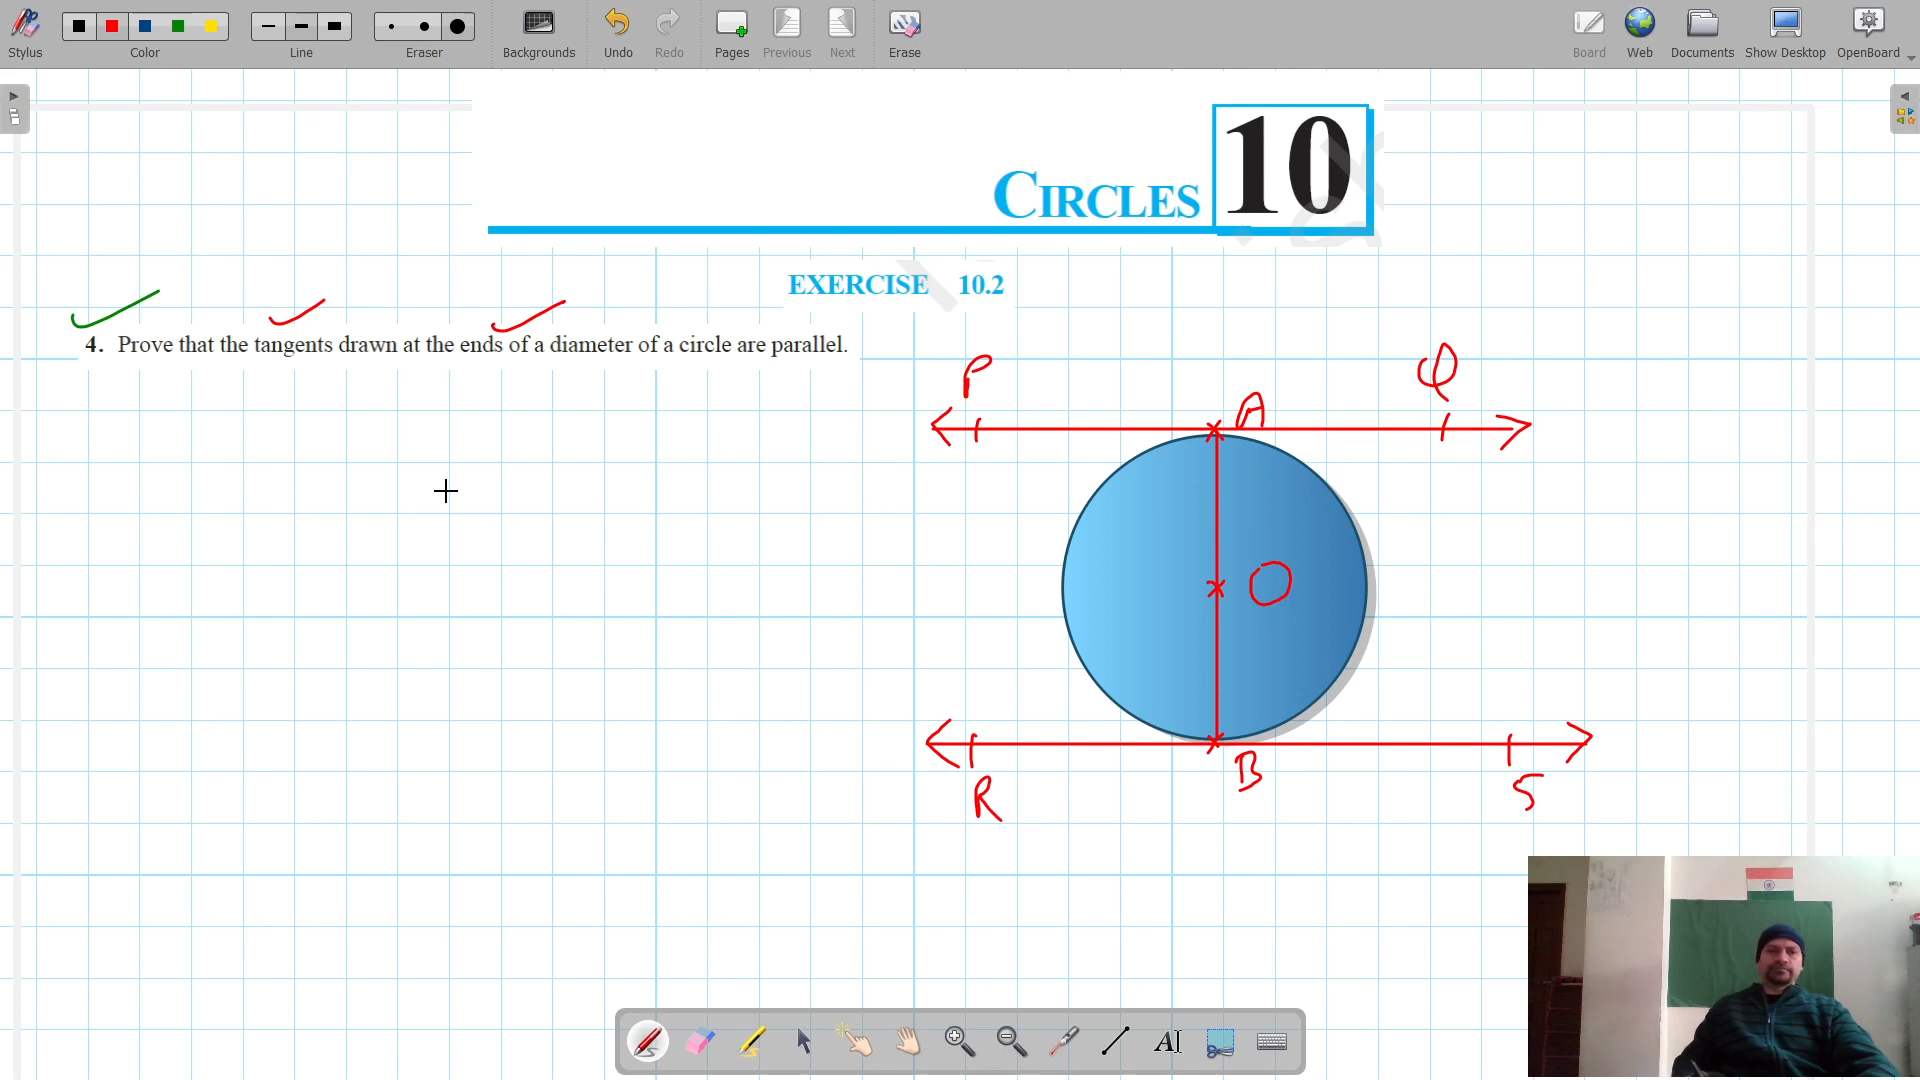 Stylus
Color
Line
Eraser
Backgrounds
Undo
Redo
Pages
Previous
Next
Erase
Board
Web
Documents
Show Desktop
OpenBoard
CIRCLES 10
EXERCISE 10.2
4. Prove that the tangents drawn at the ends of a diameter of a circle are parallel.
P
A
Q
O
R
B
S